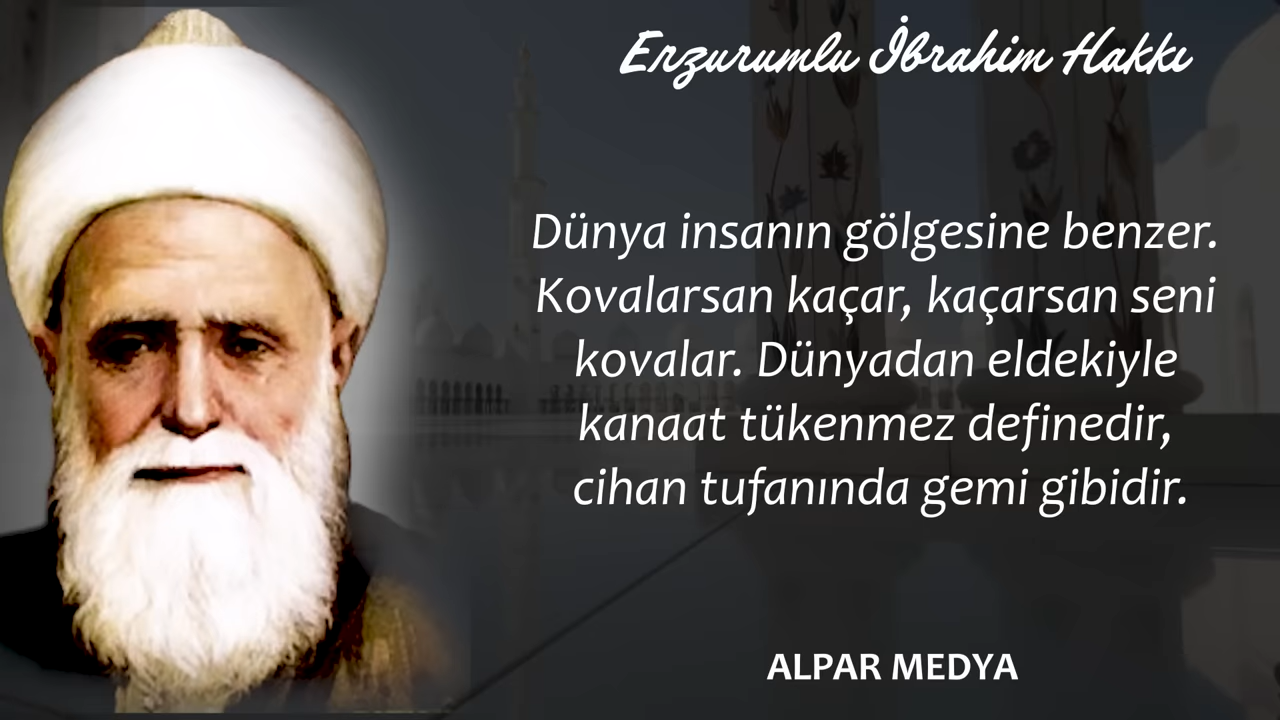 Erzurumlu İbrahim Hakkı
Dünya insanın gölgesine benzer.
Kovalarsan kaçar, kaçarsan seni
kovalar. Dünyadan eldekiyle
kanaat tükenmez definedir,
cihan tufanında gemi gibidir.
ALPAR MEDYA